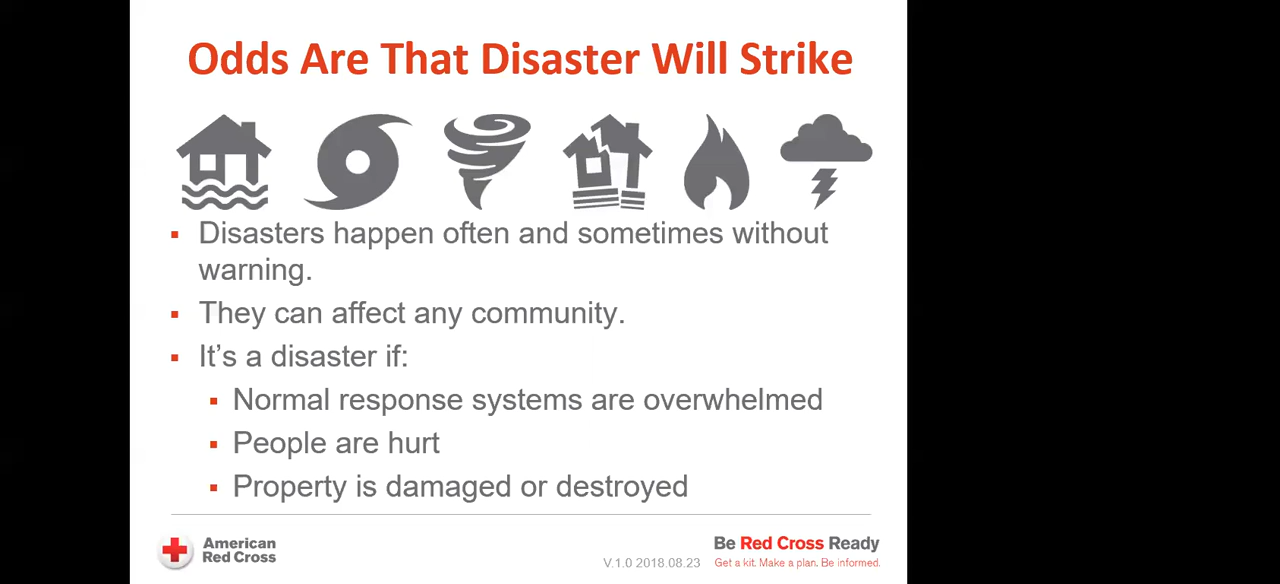 Odds Are That Disaster Will Strike
▪ Disasters happen often and sometimes without
warning.
▪ They can affect any community.
▪ It’s a disaster if:
▪ Normal response systems are overwhelmed
▪ People are hurt
▪ Property is damaged or destroyed
American
Red Cross
V.1.0 2018.08.23
Be Red Cross Ready
Get a kit. Make a plan. Be informed.